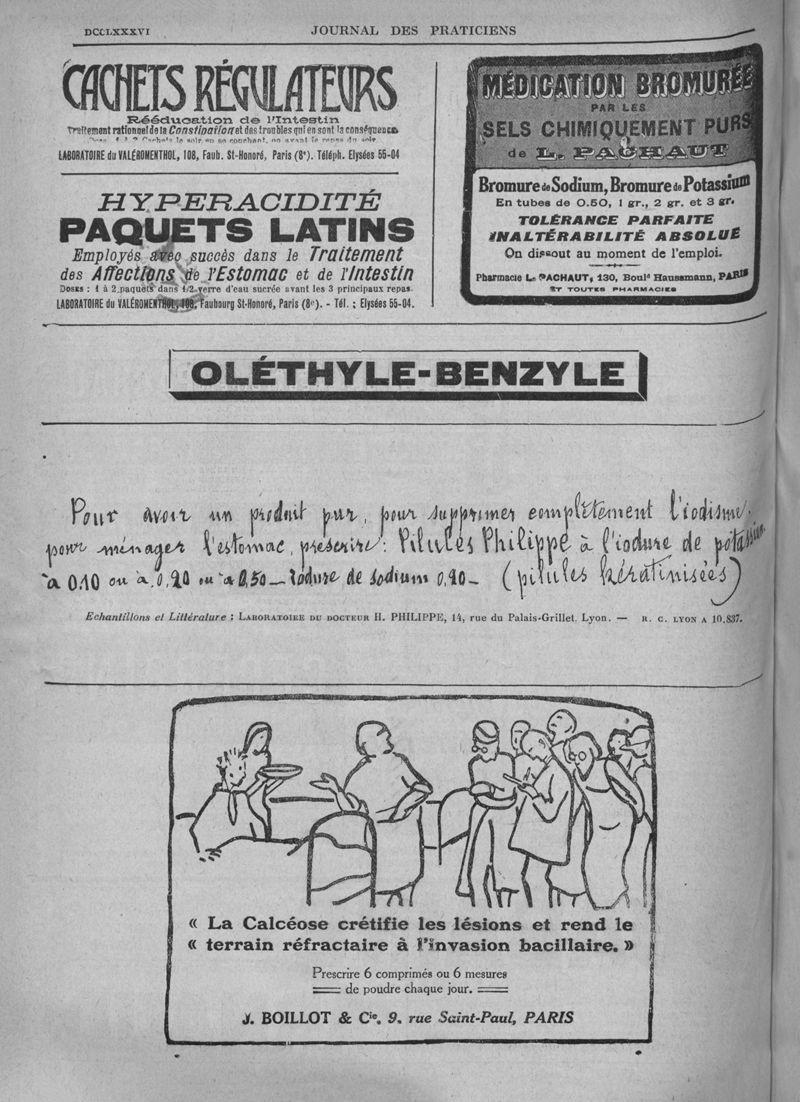 DCCLXXXVI
JOURNAL DES PRATICIENS
CACHETS RÉGULATEURS
Rééducation de l'Intestin
Traitement rationnel de la Constipation et des troubles qui en sont la conséquence.
LABORATOIRE du VALÉROMENTHOL, 108, Faub. St-Honoré, Paris (8e). Téléph. Elysées 55-04
HYPERACIDITÉ
PAQUETS LATINS
Employés avec succès dans le Traitement
des Affections de l'Estomac et de l'Intestin
DOSES : 1 à 2 paquets dans 1/2 verre d'eau sucrée avant les 3 principaux repas.
LABORATOIRE du VALÉROMENTHOL, 108, Faubourg St-Honoré, Paris (8e). - Tél. : Elysées 55-04.
MÉDICATION BROMURÉE
PAR LES
SELS CHIMIQUEMENT PURS
de L. PACHAUT
Bromure de Sodium, Bromure de Potassium
En tubes de 0.50, 1 gr., 2 gr. et 3 gr.
TOLÉRANCE PARFAITE
INALTÉRABILITÉ ABSOLUE
On dissout au moment de l'emploi.
Pharmacie L. PACHAUT, 130, Bould Haussmann, PARIS
ET TOUTES PHARMACIES
OLÉTHYLE-BENZYLE
Pour avoir un produit pur, pour supprimer complètement l'iodisme,
pour ménager l'estomac, prescrire : Pilules Philippe à l'iodure de potassium
à 0.10 ou à 0,20 ou à 0,50 _ Iodure de sodium 0,20 _ (pilules kératinisées)
Echantillons et Littérature : LABORATOIRE DU DOCTEUR H. PHILIPPE, 14, rue du Palais-Grillet, Lyon. — R. C. LYON A 10.837.
« La Calcéose crétifie les lésions et rend le
« terrain réfractaire à l'invasion bacillaire. »
Prescrire 6 comprimés ou 6 mesures
de poudre chaque jour.
J. BOILLOT & Cie, 9, rue Saint-Paul, PARIS